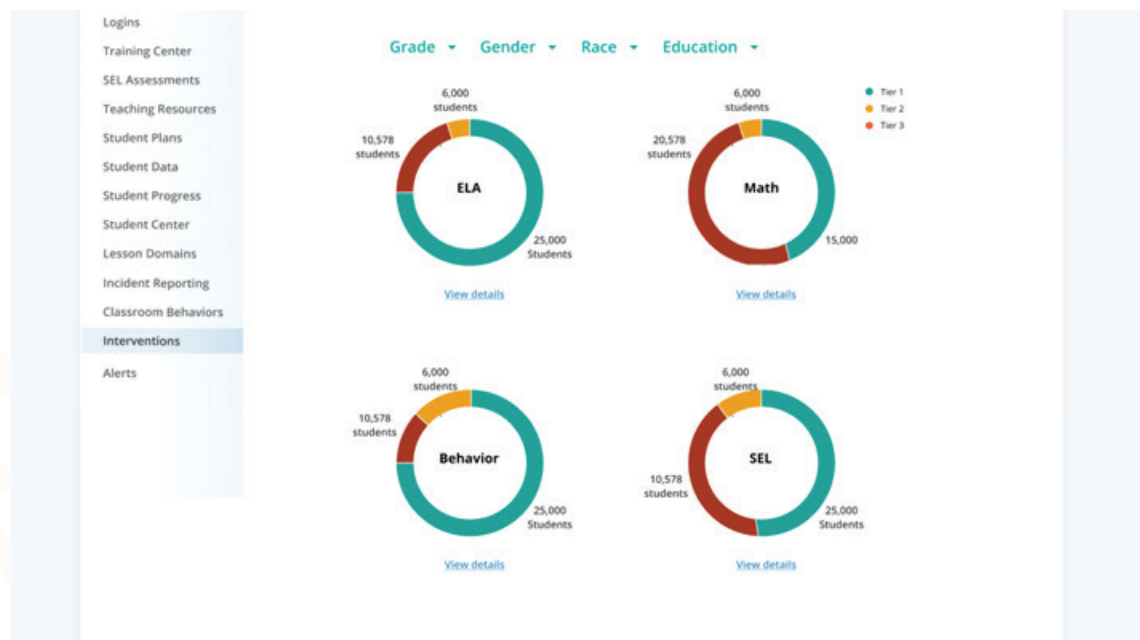 Logins
Training Center
SEL Assessments
Teaching Resources
Student Plans
Student Data
Student Progress
Student Center
Lesson Domains
Incident Reporting
Classroom Behaviors
Interventions
Alerts
Grade Gender Race Education
6,000
students
10,578
students
ELA
25,000
Students
View details
6,000
students
20,578
students
Math
15,000
View details
Tier 1
Tier 2
Tier 3
6,000
students
10,578
students
Behavior
25,000
Students
View details
6,000
students
10,578
students
SEL
25,000
Students
View details